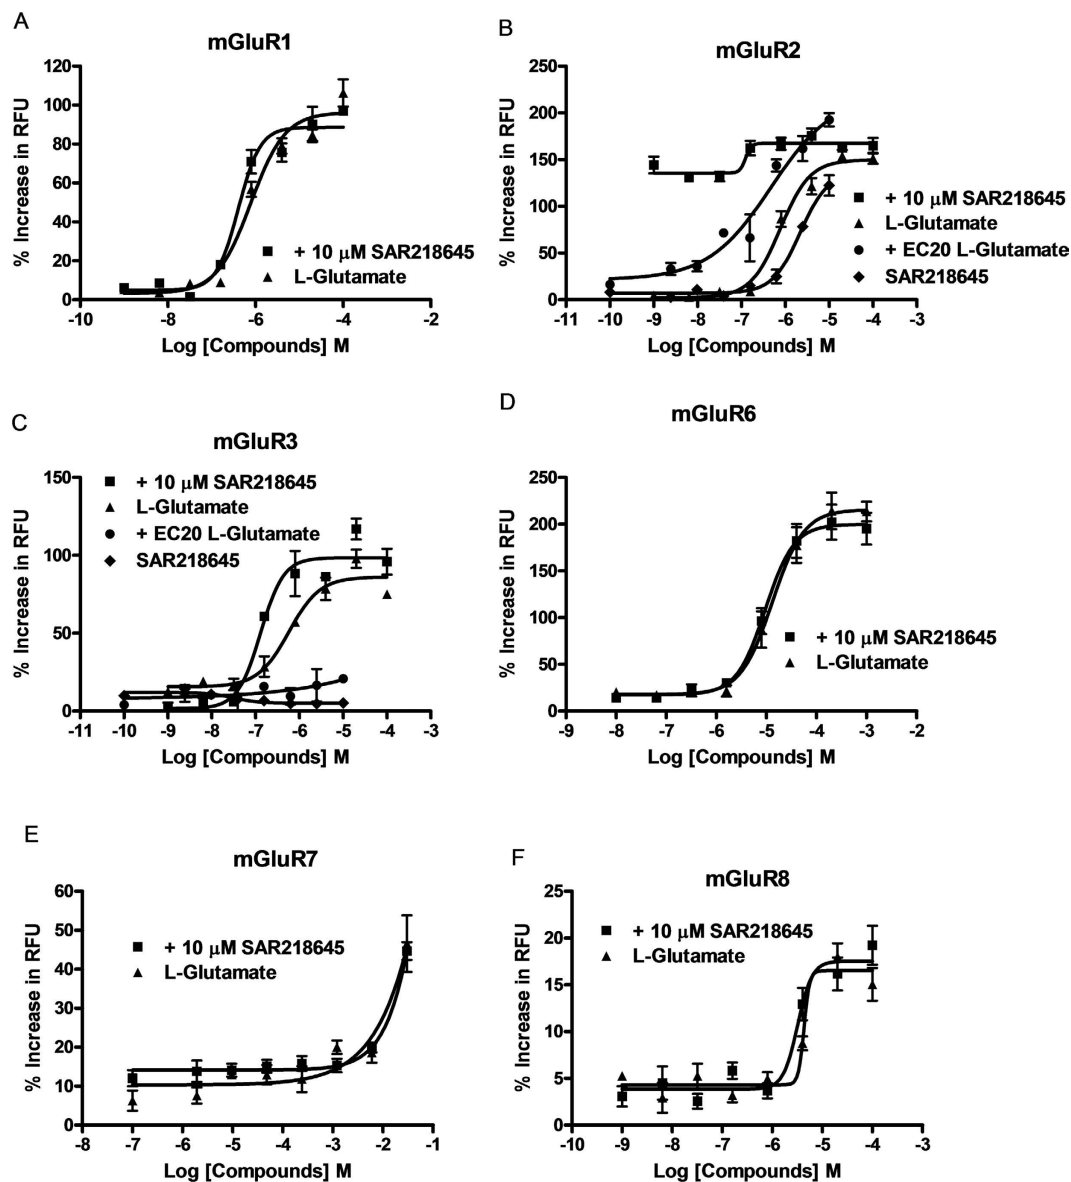 A
mGluR1
% Increase in RFU
120
100
80
60
40
20
0
-10
-8
-6
-4
-2
+ 10 μM SAR218645
L-Glutamate
Log [Compounds] M
B
mGluR2
% Increase in RFU
250
200
150
100
50
0
-11
-10
-9
-8
-7
-6
-5
-4
-3
+ 10 μM SAR218645
L-Glutamate
+ EC20 L-Glutamate
SAR218645
Log [Compounds] M
C
mGluR3
% Increase in RFU
150
100
50
0
+ 10 μM SAR218645
L-Glutamate
+ EC20 L-Glutamate
SAR218645
-11
-10
-9
-8
-7
-6
-5
-4
-3
Log [Compounds] M
D
mGluR6
% Increase in RFU
250
200
150
100
50
0
+ 10 μM SAR218645
L-Glutamate
-9
-8
-7
-6
-5
-4
-3
-2
Log [Compounds] M
E
mGluR7
% Increase in RFU
60
50
40
30
20
10
0
+ 10 μM SAR218645
L-Glutamate
-8
-7
-6
-5
-4
-3
-2
-1
Log [Compounds] M
F
mGluR8
% Increase in RFU
25
20
15
10
5
0
+ 10 μM SAR218645
L-Glutamate
-10
-9
-8
-7
-6
-5
-4
-3
Log [Compounds] M